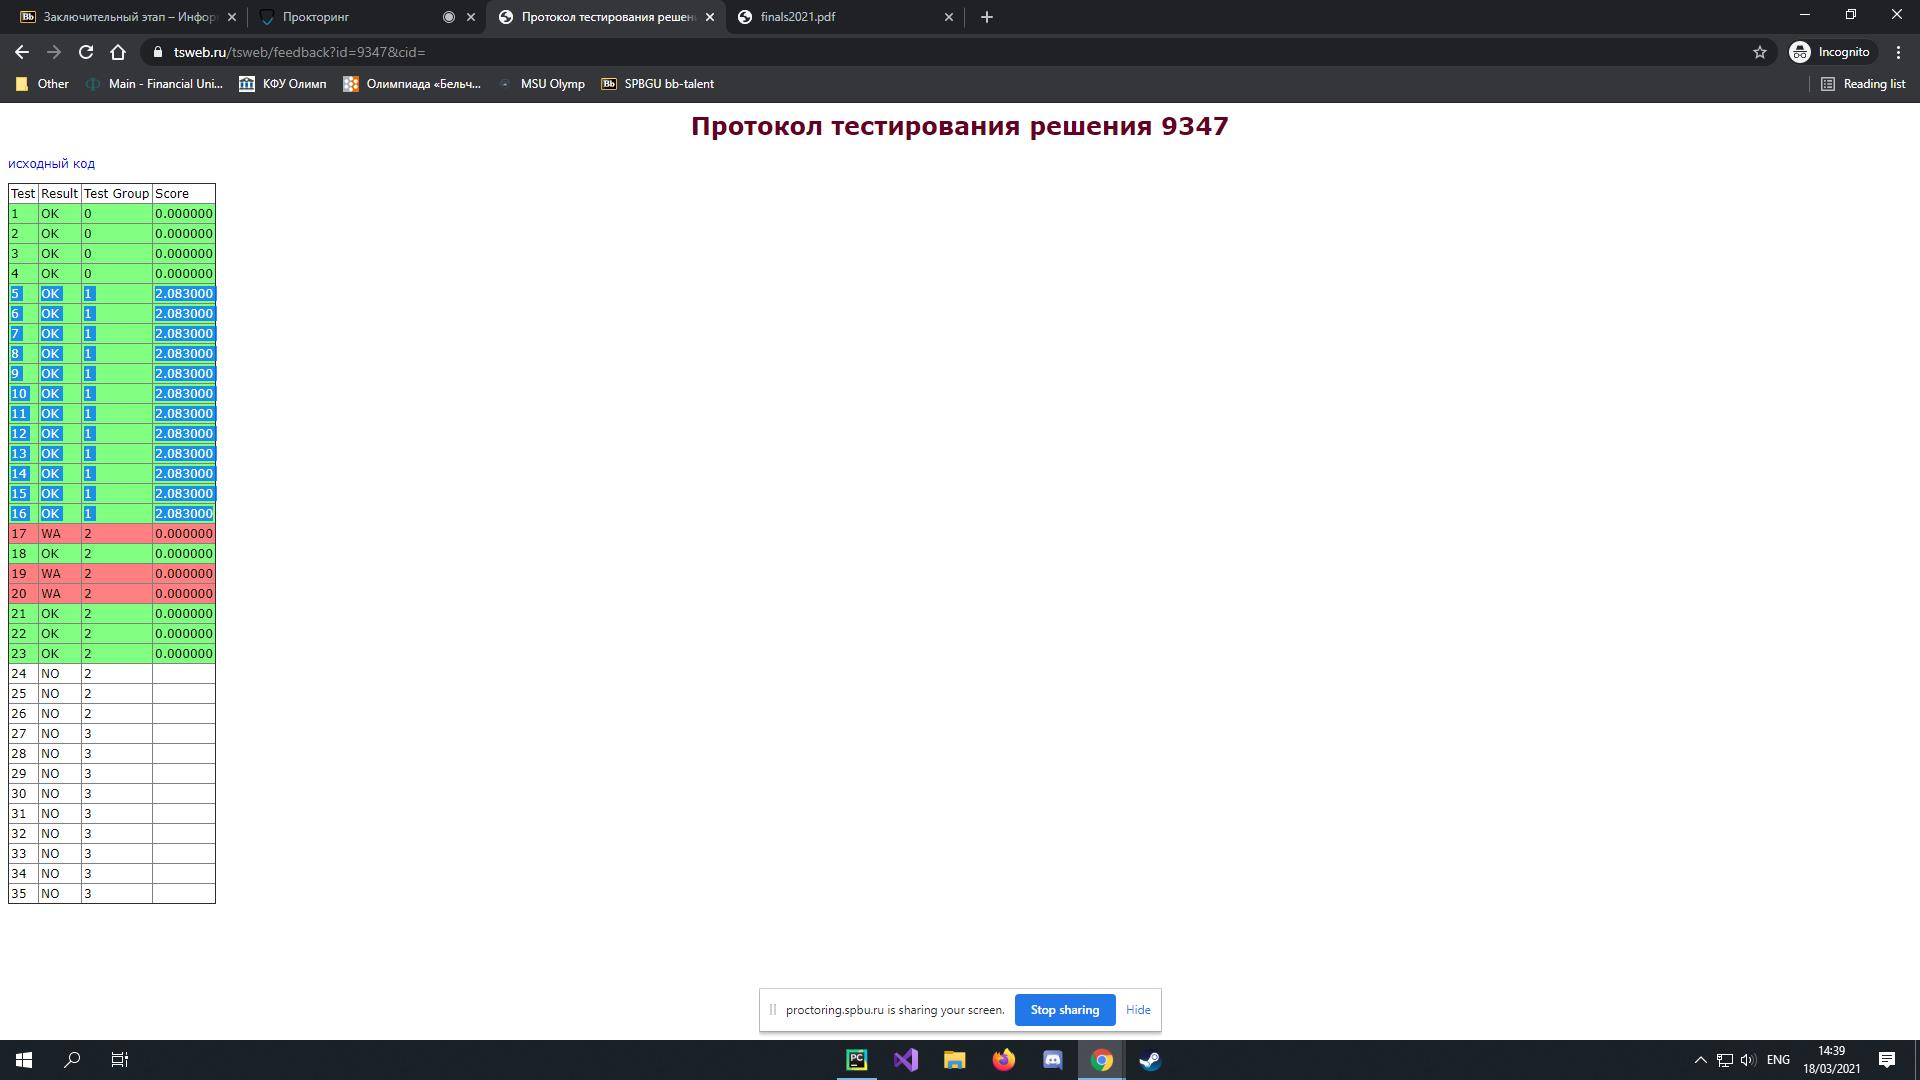 Заключительный этап – Инфор
Прокторинг
Протокол тестирования решен
finals2021.pdf
tsweb.ru/tsweb/feedback?id=9347&cid=
Incognito
Other
Main - Financial Uni...
КФУ Олимп
Олимпиада «Бельч...
MSU Olymp
SPBGU bb-talent
Reading list
Протокол тестирования решения 9347
исходный код
Test Result Test Group Score
1 OK 0 0.000000
2 OK 0 0.000000
3 OK 0 0.000000
4 OK 0 0.000000
5 OK 1 2.083000
6 OK 1 2.083000
7 OK 1 2.083000
8 OK 1 2.083000
9 OK 1 2.083000
10 OK 1 2.083000
11 OK 1 2.083000
12 OK 1 2.083000
13 OK 1 2.083000
14 OK 1 2.083000
15 OK 1 2.083000
16 OK 1 2.083000
17 WA 2 0.000000
18 OK 2 0.000000
19 WA 2 0.000000
20 WA 2 0.000000
21 OK 2 0.000000
22 OK 2 0.000000
23 OK 2 0.000000
24 NO 2
25 NO 2
26 NO 2
27 NO 3
28 NO 3
29 NO 3
30 NO 3
31 NO 3
32 NO 3
33 NO 3
34 NO 3
35 NO 3
proctoring.spbu.ru is sharing your screen.
Stop sharing
Hide
ENG
14:39
18/03/2021